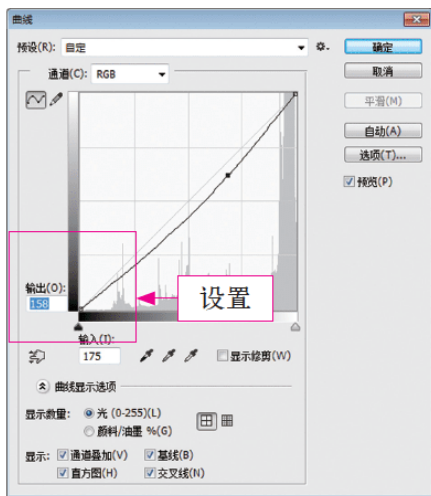 曲线
预设(R): 自定
确定
通道(C): RGB
取消
平滑(M)
自动(A)
选项(T)...
预览(P)
输出(O):
158
设置
输入(I):
175
显示修剪(W)
曲线显示选项
显示数量: 光 (0-255)(L)
颜料/油墨 %(G)
显示: 通道叠加(V) 基线(B)
直方图(H) 交叉线(N)